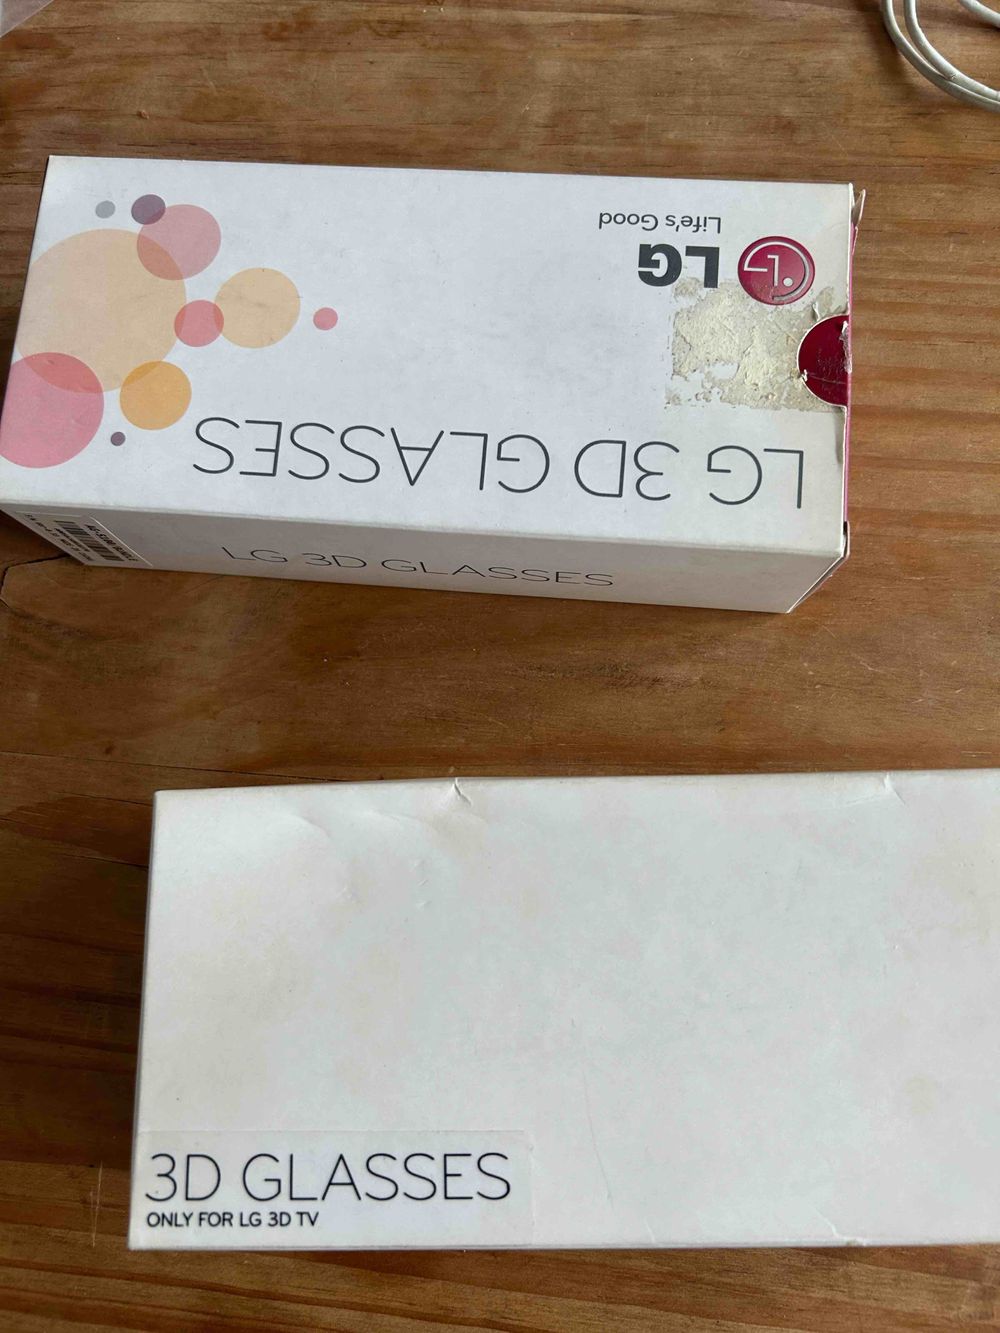 LG
Life's Good
LG 3D GLASSES
LG 3D GLASSES
3D GLASSES
ONLY FOR LG 3D TV